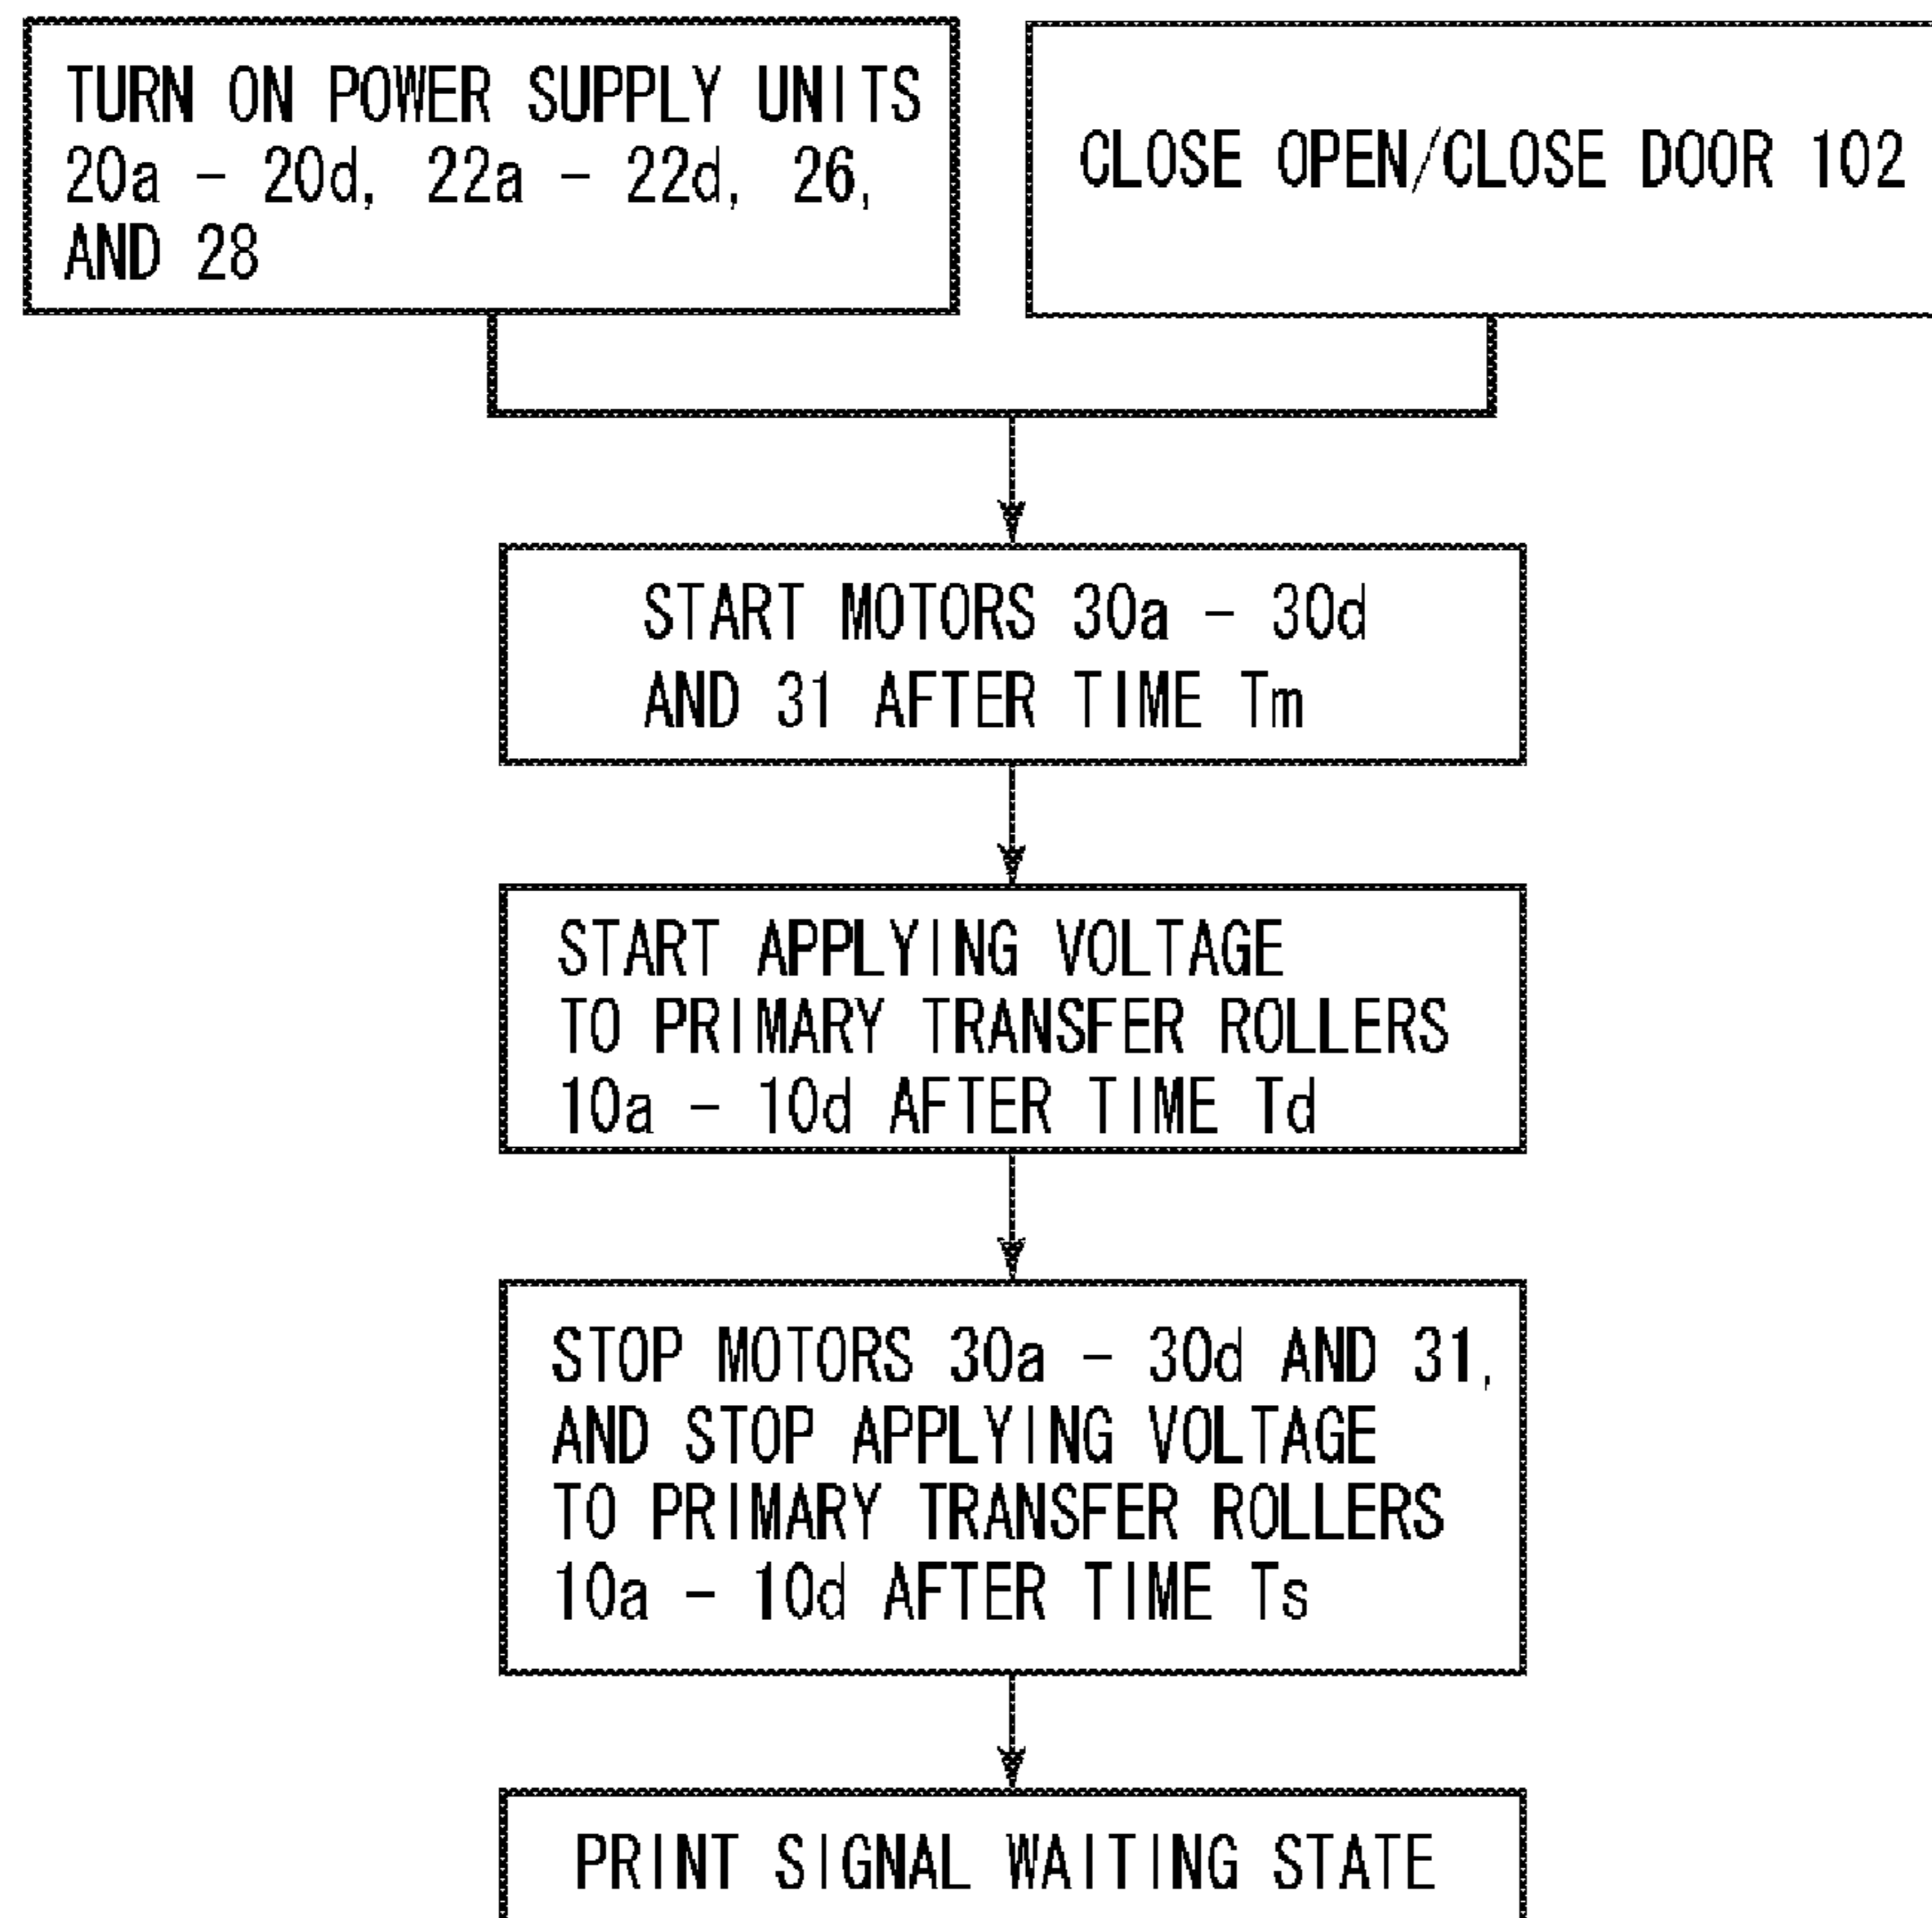 TURN ON POWER SUPPLY UNITS
20a - 20d, 22a - 22d, 26,
AND 28
CLOSE OPEN/CLOSE DOOR 102
START MOTORS 30a - 30d
AND 31 AFTER TIME Tm
START APPLYING VOLTAGE
TO PRIMARY TRANSFER ROLLERS
10a - 10d AFTER TIME Td
STOP MOTORS 30a - 30d AND 31,
AND STOP APPLYING VOLTAGE
TO PRIMARY TRANSFER ROLLERS
10a - 10d AFTER TIME Ts
PRINT SIGNAL WAITING STATE